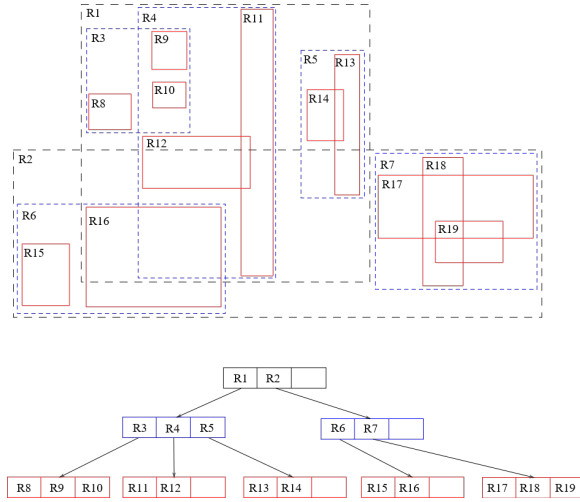 R1
R4
R11
R3
R9
R5
R13
R10
R14
R8
R12
R2
R7
R18
R17
R6
R16
R19
R15
R1 R2
R3 R4 R5
R6 R7
R8 R9 R10
R11 R12
R13 R14
R15 R16
R17 R18 R19